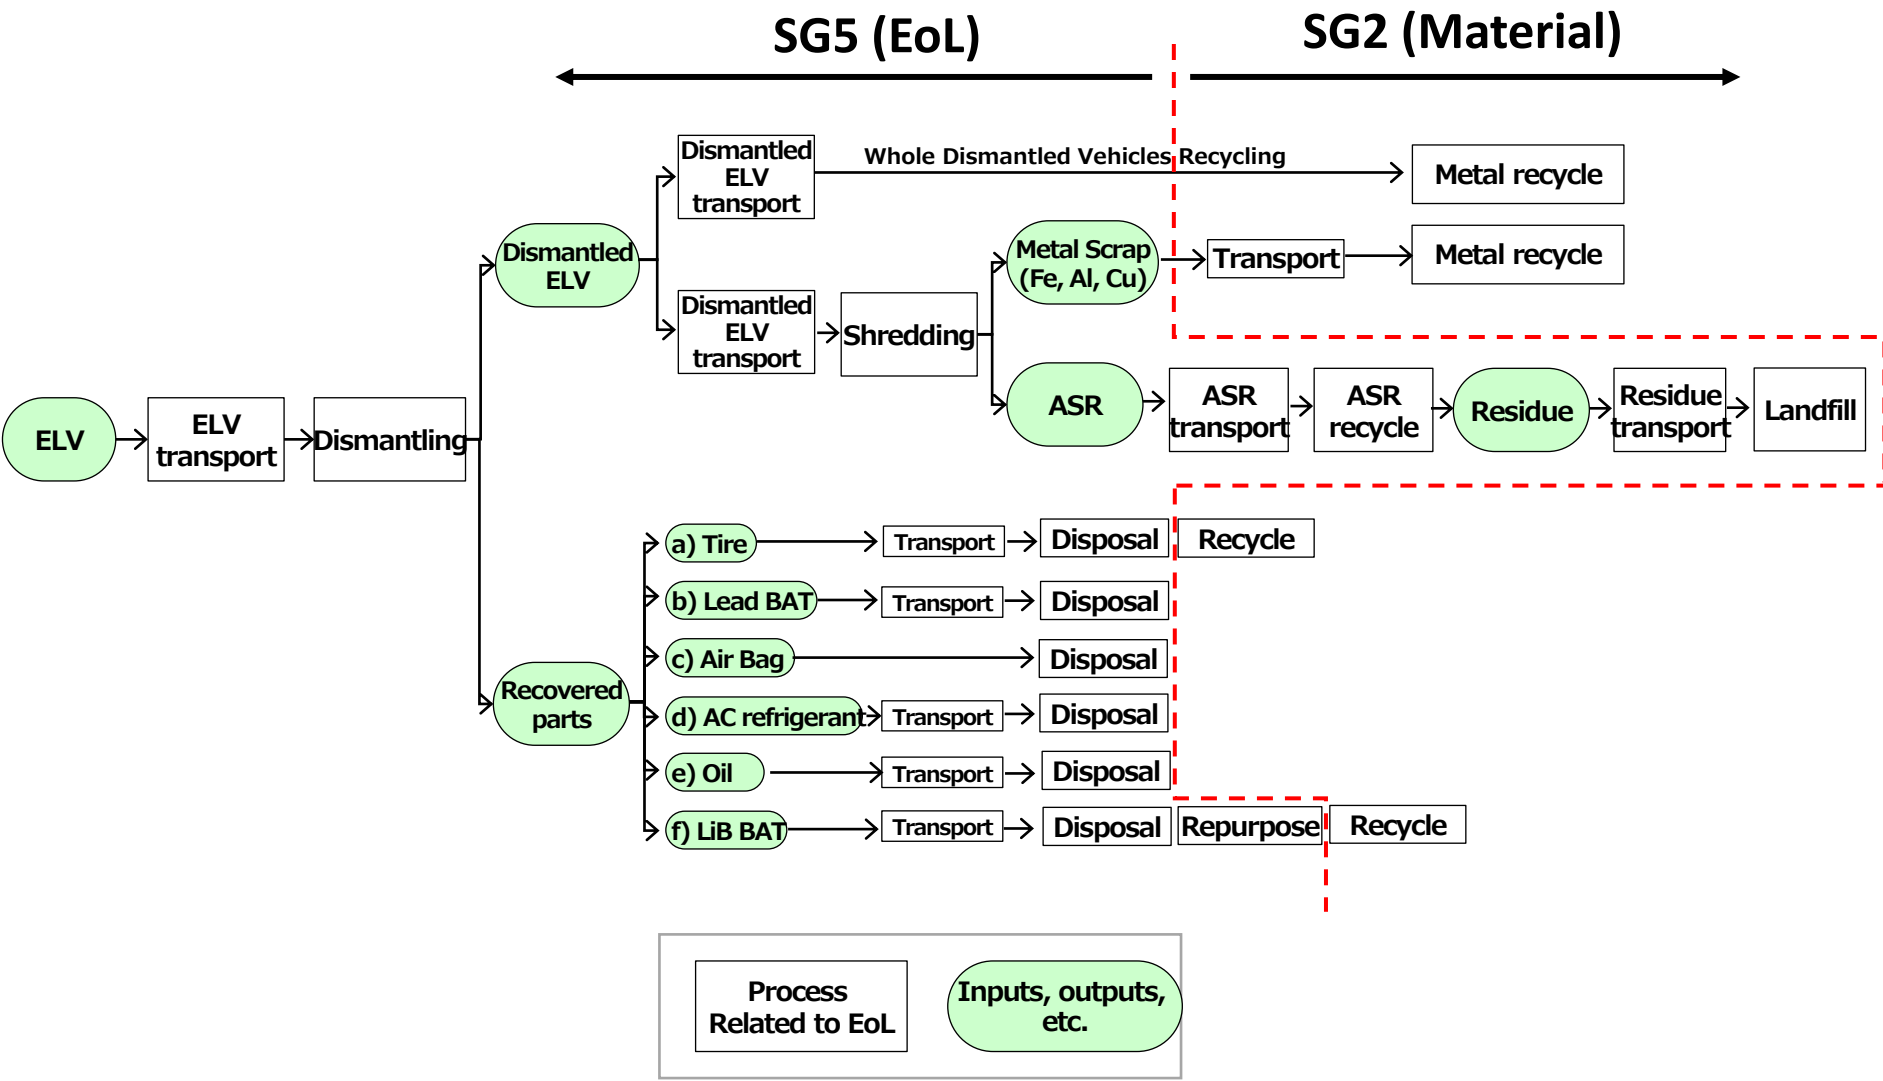 SG5 (EoL)
SG2 (Material)
Dismantled
ELV
transport
Whole Dismantled Vehicles Recycling
Metal recycle
Dismantled
ELV
Metal Scrap
(Fe, Al, Cu)
Transport
Metal recycle
Dismantled
ELV
transport
Shredding
ELV
ELV
transport
Dismantling
ASR
ASR
transport
ASR
recycle
Residue
Residue
transport
Landfill
a) Tire
Transport
Disposal
Recycle
b) Lead BAT
Transport
Disposal
c) Air Bag
Disposal
Recovered
parts
d) AC refrigerant
Transport
Disposal
e) Oil
Transport
Disposal
f) LiB BAT
Transport
Disposal
Repurpose
Recycle
Process
Related to EoL
Inputs, outputs,
etc.